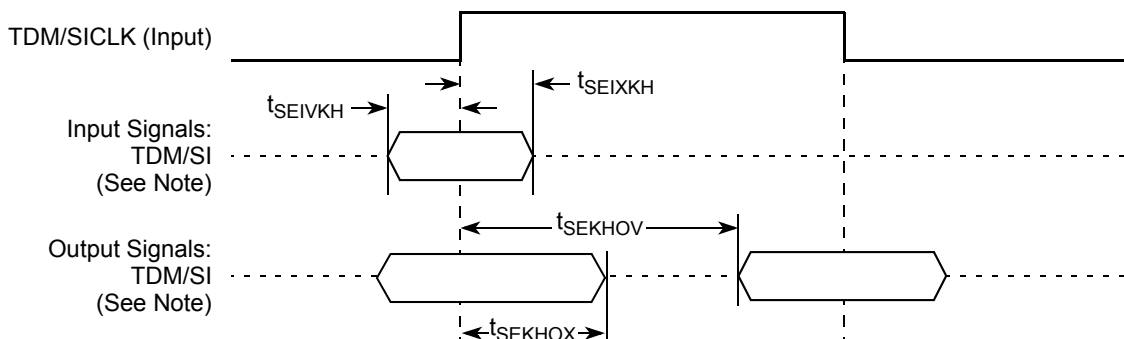 TDM/SICLK (Input)
tSEIXKH
tSEIVKH
Input Signals:
TDM/SI
(See Note)
tSEKHOV
Output Signals:
TDM/SI
(See Note)
tSEKHOX